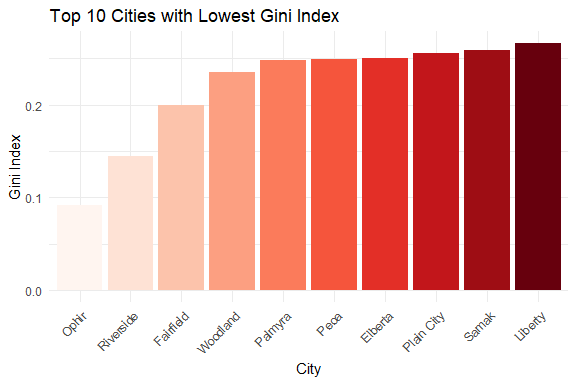 Top 10 Cities with Lowest Gini Index
Gini Index
0.2
0.1
0.0
Ophir
Riverside
Fairfield
Woodland
Palmyra
Peoa
Elberta
Plain City
Samak
Liberty
City